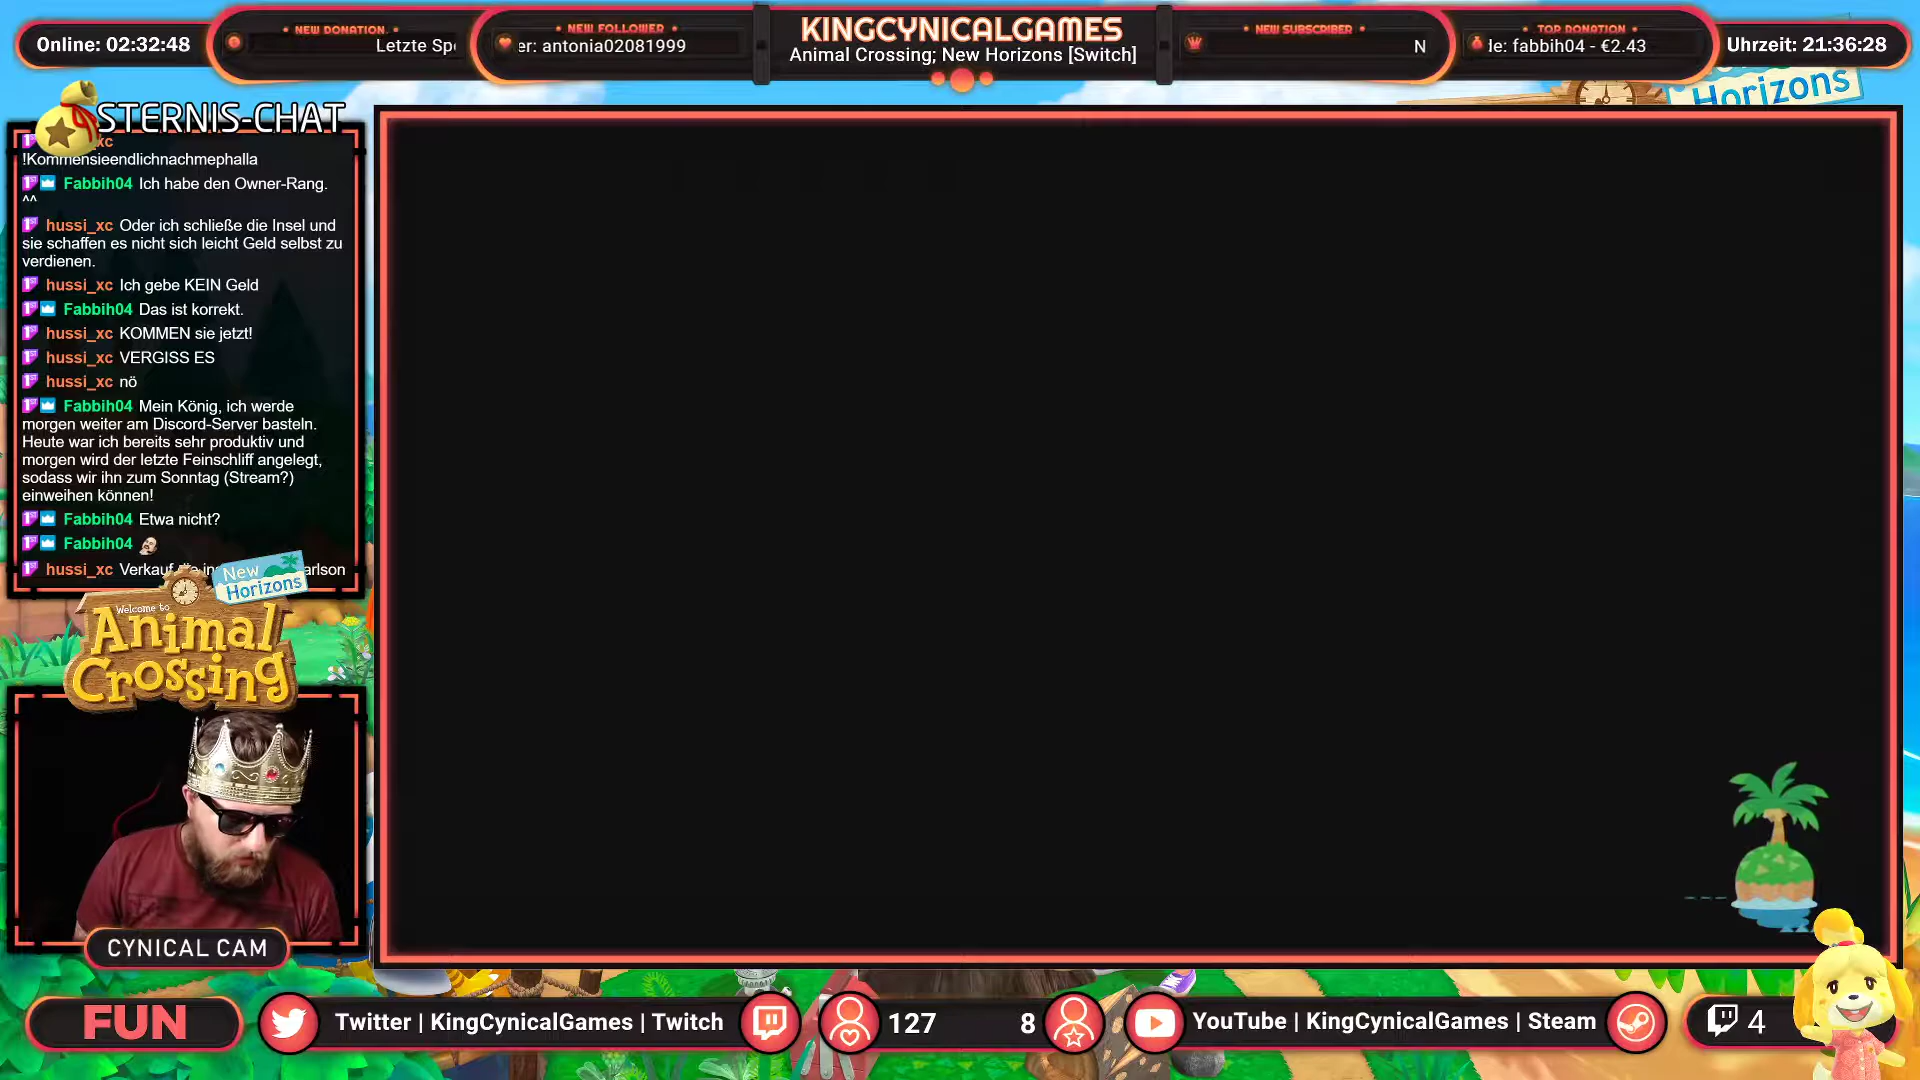 Online: 02:32:48
NEW DONATION
Letzte Sp
NEW FOLLOWER
er: antonia02081999
KINGCYNICALGAMES
Animal Crossing; New Horizons [Switch]
NEW SUBSCRIBER
N
TOP DONATION
le: fabbih04 - €2.43
Uhrzeit: 21:36:28
Horizons
STERNIS-CHAT
xc
!Kommensieendlichnachmephalla
Fabbih04 Ich habe den Owner-Rang.
^^
hussi_xc Oder ich schließe die Insel und
sie schaffen es nicht sich leicht Geld selbst zu
verdienen.
hussi_xc Ich gebe KEIN Geld
Fabbih04 Das ist korrekt.
hussi_xc KOMMEN sie jetzt!
hussi_xc VERGISS ES
hussi_xc nö
Fabbih04 Mein König, ich werde
morgen weiter am Discord-Server basteln.
Heute war ich bereits sehr produktiv und
morgen wird der letzte Feinschliff angelegt,
sodass wir ihn zum Sonntag (Stream?)
einweihen können!
Fabbih04 Etwa nicht?
Fabbih04
hussi_xc Verkauf arlson
New
Horizons
Welcome to
Animal
Crossing
CYNICAL CAM
FUN
Twitter | KingCynicalGames | Twitch
127
8
YouTube | KingCynicalGames | Steam
4